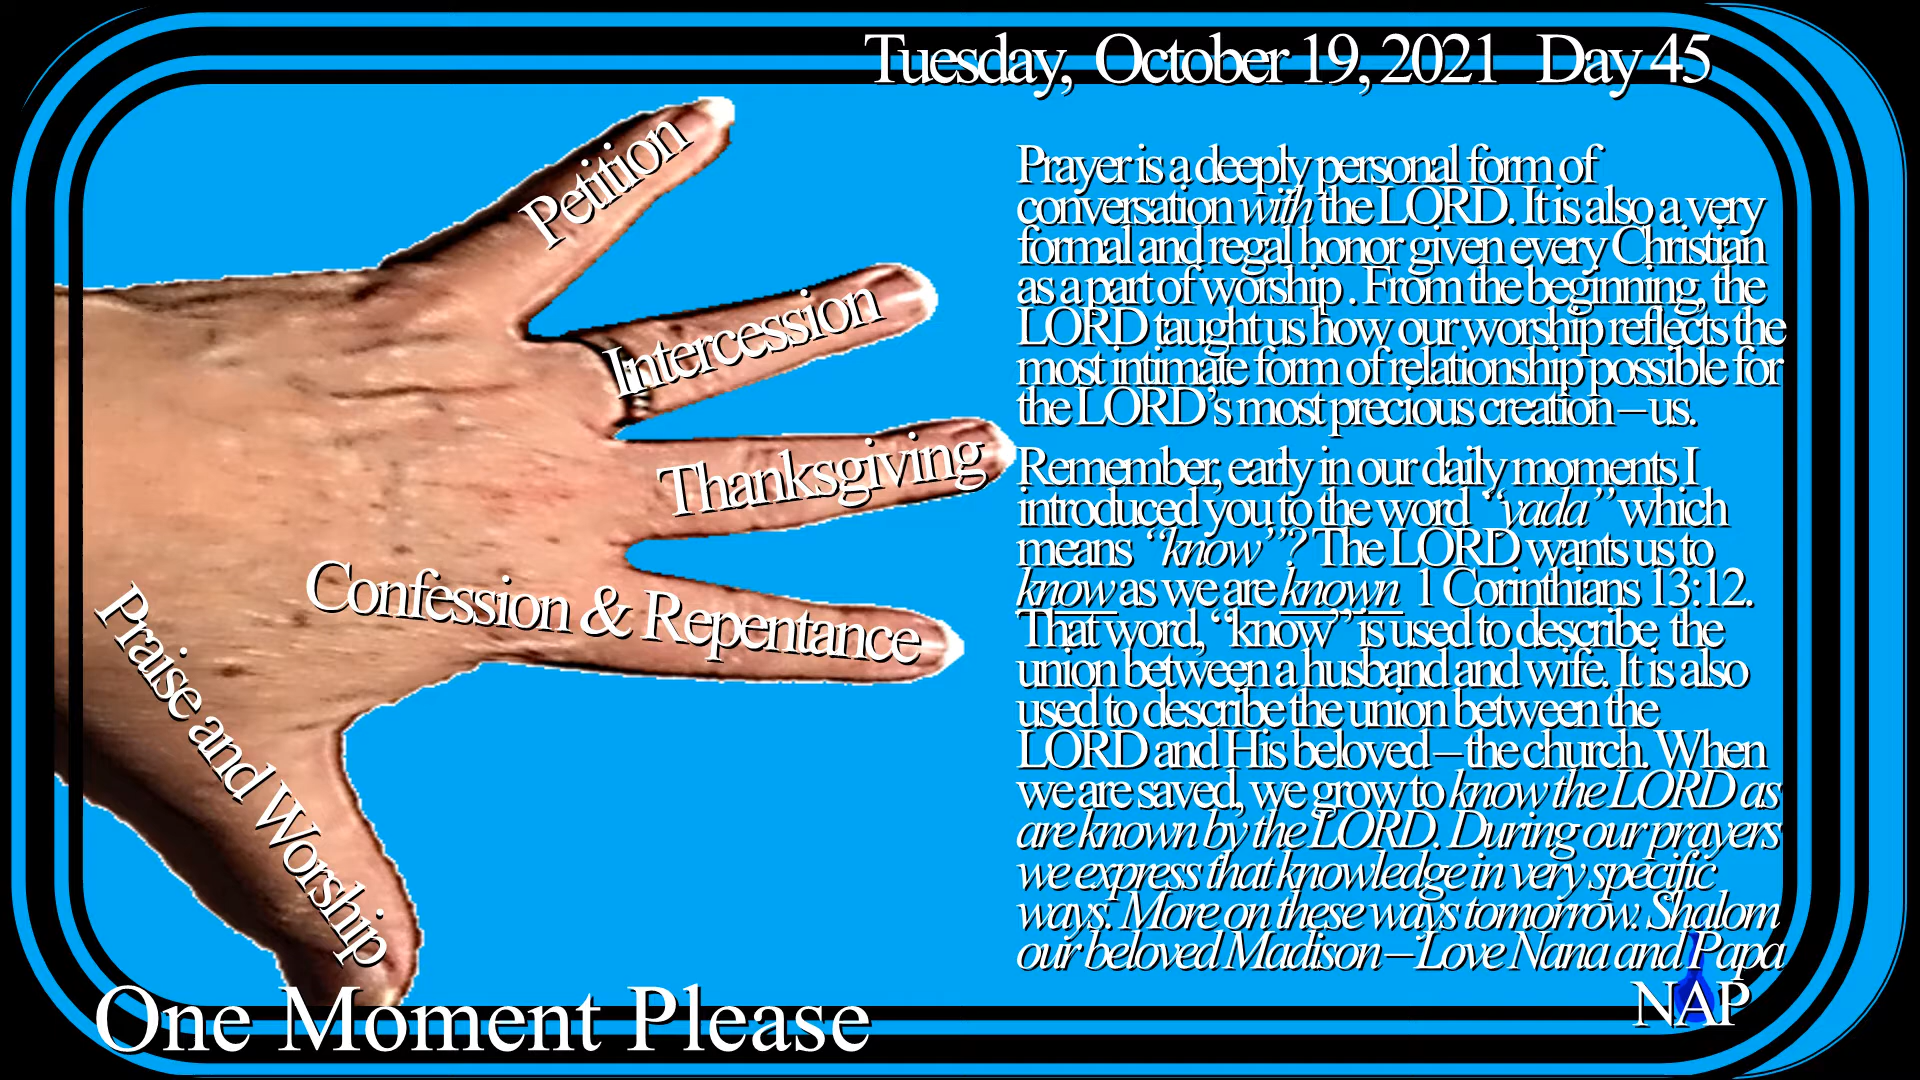 Tuesday, October 19, 2021 Day 45
Petition
Intercession
Thanksgiving
Confession & Repentance
Praise and Worship
Prayer is a deeply personal form of
conversation with the LORD. It is also a very
formal and regal honor given every Christian
as a part of worship . From the beginning, the
LORD taught us how our worship reflects the
most intimate form of relationship possible for
the LORD's most precious creation – us.
Remember, early in our daily moments I
introduced you to the word “yada” which
means “know”? The LORD wants us to
know as we are known 1 Corinthians 13:12.
That word, “know” is used to describe the
union between a husband and wife. It is also
used to describe the union between the
LORD and His beloved – the church. When
we are saved, we grow to know the LORD as
are known by the LORD. During our prayers
we express that knowledge in very specific
ways. More on these ways tomorrow. Shalom
our beloved Madison – Love Nana and Papa
NAP
One Moment Please